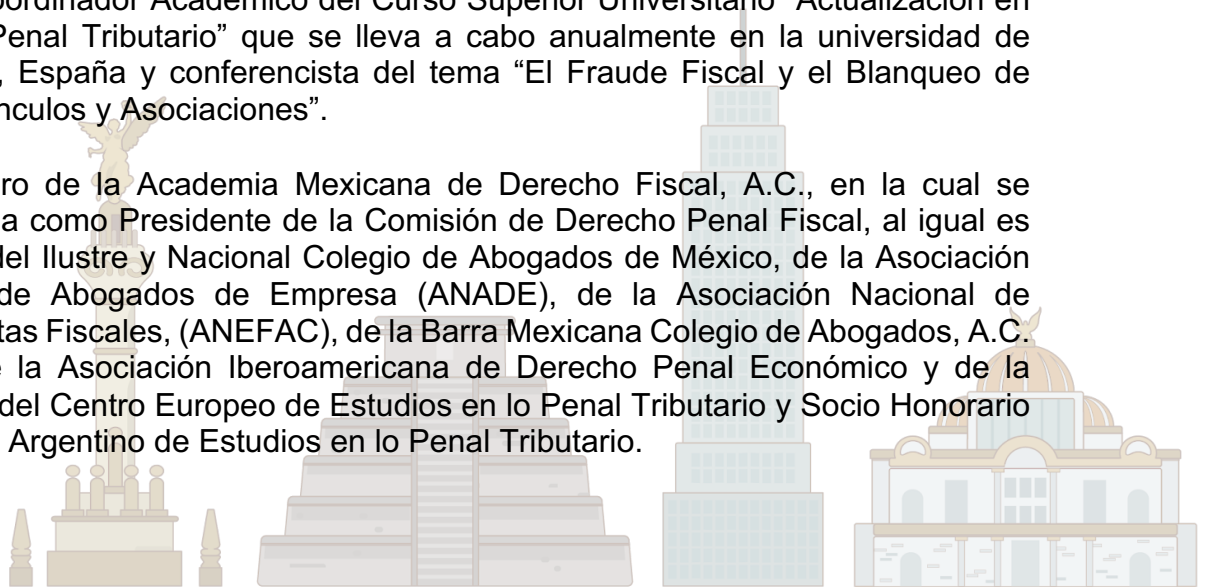 oordinador Académico del Curso Superior Universitario “Actualización en
Penal Tributario” que se lleva a cabo anualmente en la universidad de
, España y conferencista del tema “El Fraude Fiscal y el Blanqueo de
nculos y Asociaciones”.
ro de la Academia Mexicana de Derecho Fiscal, A.C., en la cual se
a como Presidente de la Comisión de Derecho Penal Fiscal, al igual es
del Ilustre y Nacional Colegio de Abogados de México, de la Asociación
de Abogados de Empresa (ANADE), de la Asociación Nacional de
tas Fiscales, (ANEFAC), de la Barra Mexicana Colegio de Abogados, A.C.
e la Asociación Iberoamericana de Derecho Penal Económico y de la
del Centro Europeo de Estudios en lo Penal Tributario y Socio Honorario
Argentino de Estudios en lo Penal Tributario.